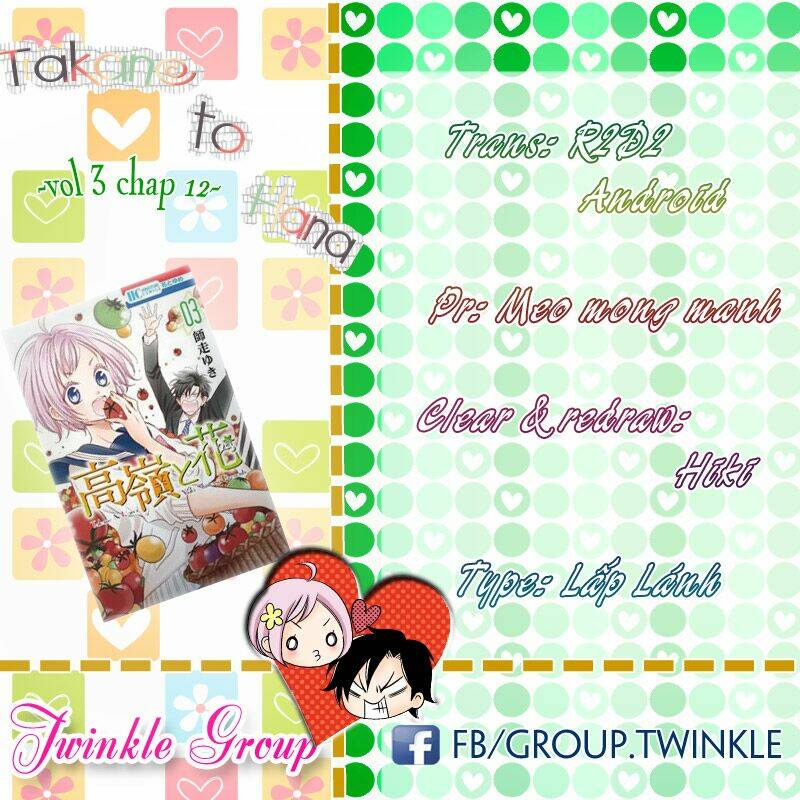 Takane
to
Hana
~vol 3 chap 12~
03
師走ゆき
高嶺と花
Trans: R2D2
Android
Pr: Meo mong manh
Clear & redraw:
Hiki
Type: Lấp Lánh
Twinkle Group
f FB/GROUP.TWINKLE